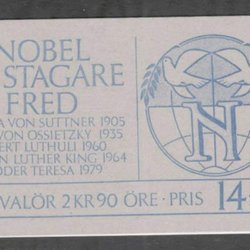 NOBEL
STAGARE
FRED
A VON SUTTNER 1905
VON OSSIETZKY 1935
ERT LUTHULI 1960
N LUTHER KING 1964
ODER TERESA 1979
N
VALÖR 2 KR 90 ÖRE · PRIS 14